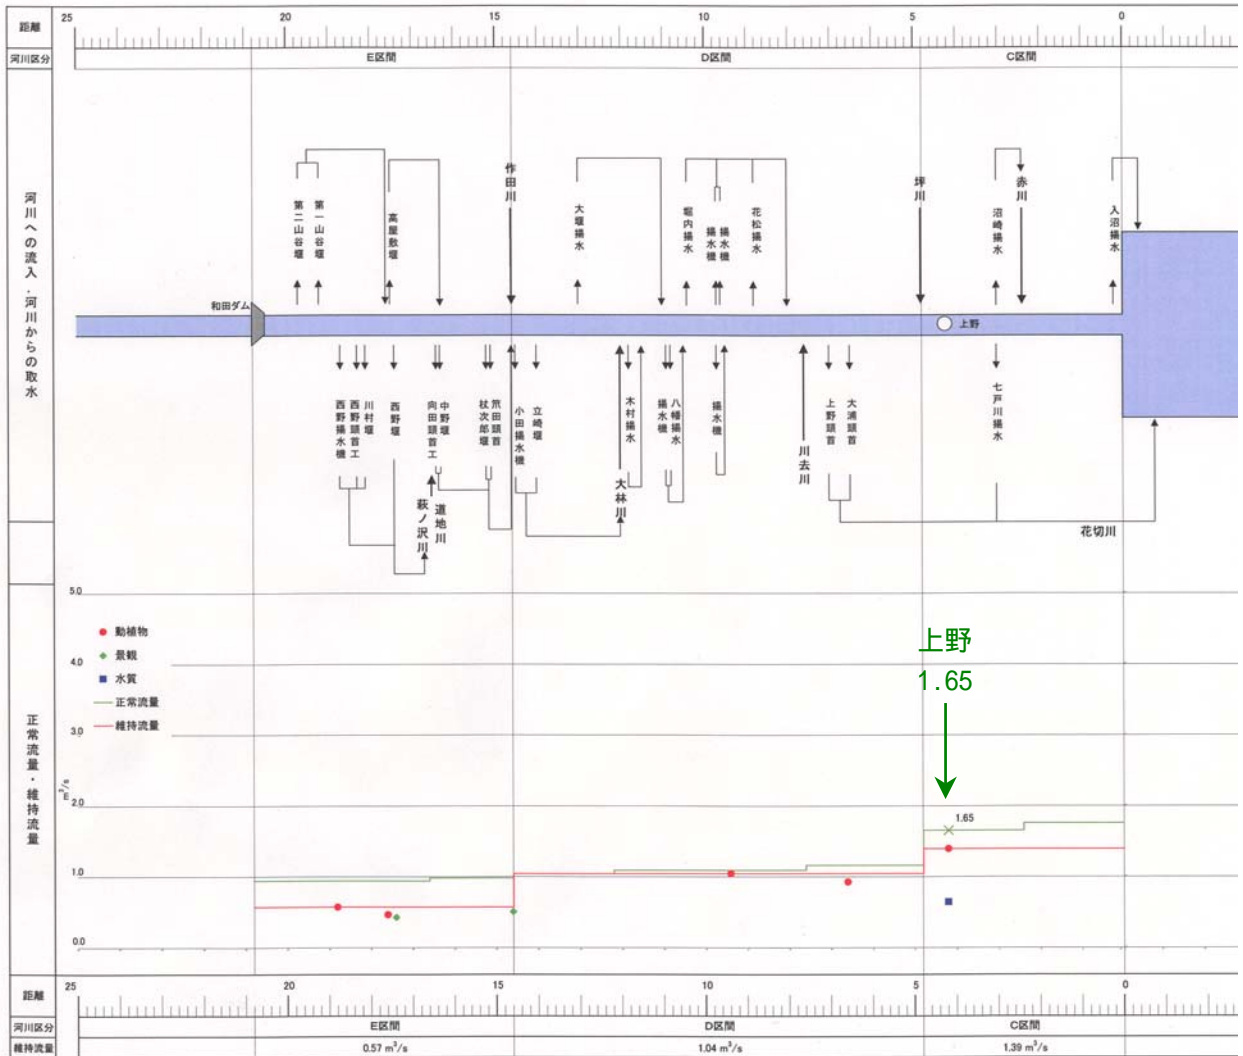 距離
25
20
15
10
5
0
河川区分
E区間
D区間
C区間
河川への流入・河川からの取水
第二山谷堰
第一山谷堰
高屋敷堰
作田川
大堰揚水
堀内揚水
揚水機
揚水機
花松揚水
坪川
沼崎揚水
赤川
入沼揚水
和田ダム
上野
西野揚水機
西野頭首工
川村堰
西野堰
向田頭首工
中野堰
杖次郎堰
笊田頭首
小田揚水機
立崎堰
木村揚水
揚水機
八幡揚水
揚水機
上野頭首
大浦頭首
七戸川揚水
萩ノ沢川
道地川
大林川
川去川
花切川
正常流量・維持流量
m³/s
5.0
4.0
3.0
2.0
1.0
0.0
動植物
景観
水質
正常流量
維持流量
上野
1.65
1.65
距離
25
20
15
10
5
0
河川区分
E区間
D区間
C区間
維持流量
0.57 m³/s
1.04 m³/s
1.39 m³/s